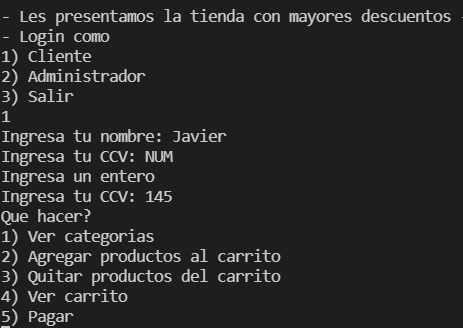 - Les presentamos la tienda con mayores descuentos -
- Login como
1) Cliente
2) Administrador
3) Salir
1
Ingresa tu nombre: Javier
Ingresa tu CCV: NUM
Ingresa un entero
Ingresa tu CCV: 145
Que hacer?
1) Ver categorias
2) Agregar productos al carrito
3) Quitar productos del carrito
4) Ver carrito
5) Pagar